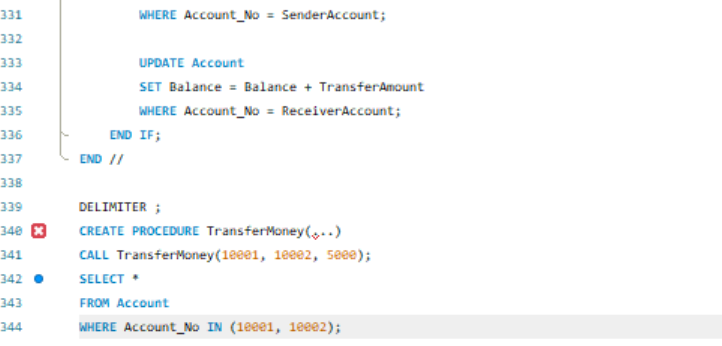 331 WHERE Account_No = SenderAccount;
332
333 UPDATE Account
334 SET Balance = Balance + TransferAmount
335 WHERE Account_No = ReceiverAccount;
336 END IF;
337 END //
338
339 DELIMITER ;
340 CREATE PROCEDURE TransferMoney(...)
341 CALL TransferMoney(10001, 10002, 5000);
342 SELECT *
343 FROM Account
344 WHERE Account_No IN (10001, 10002);